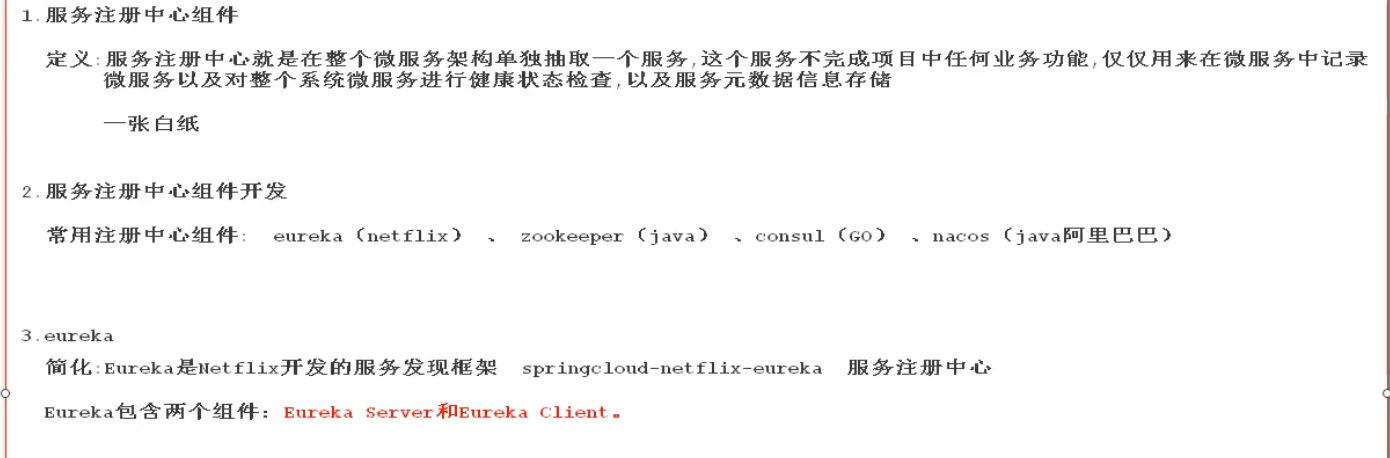 1.服务注册中心组件
定义:服务注册中心就是在整个微服务架构单独抽取一个服务,这个服务不完成项目中任何业务功能,仅仅用来在微服务中记录
微服务以及对整个系统微服务进行健康状态检查,以及服务元数据信息存储
一张白纸
2.服务注册中心组件开发
常用注册中心组件: eureka（netflix） 、 zookeeper（java） 、consul（GO） 、nacos（java阿里巴巴）
3.eureka
简化:Eureka是Netflix开发的服务发现框架 springcloud-netflix-eureka 服务注册中心
Eureka包含两个组件: Eureka Server和Eureka Client。